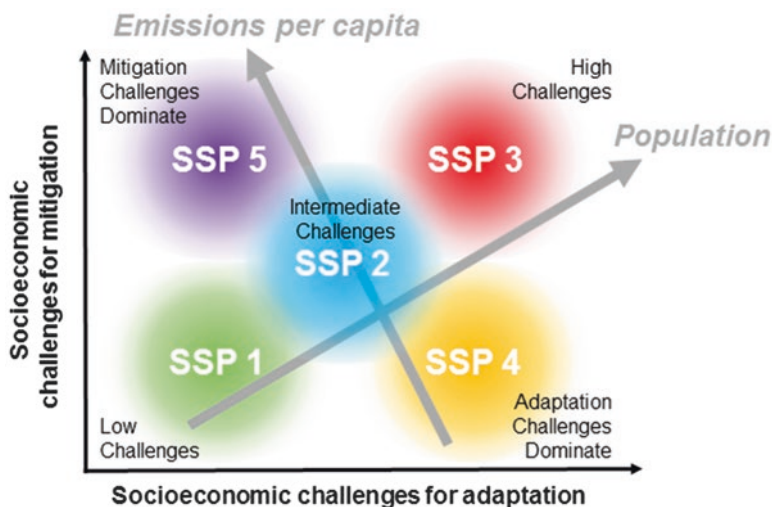 Emissions per capita
Mitigation
Challenges
Dominate
High
Challenges
Population
SSP 5
SSP 3
Intermediate
Challenges
SSP 2
SSP 1
SSP 4
Low
Challenges
Adaptation
Challenges
Dominate
Socioeconomic
challenges for mitigation
Socioeconomic challenges for adaptation